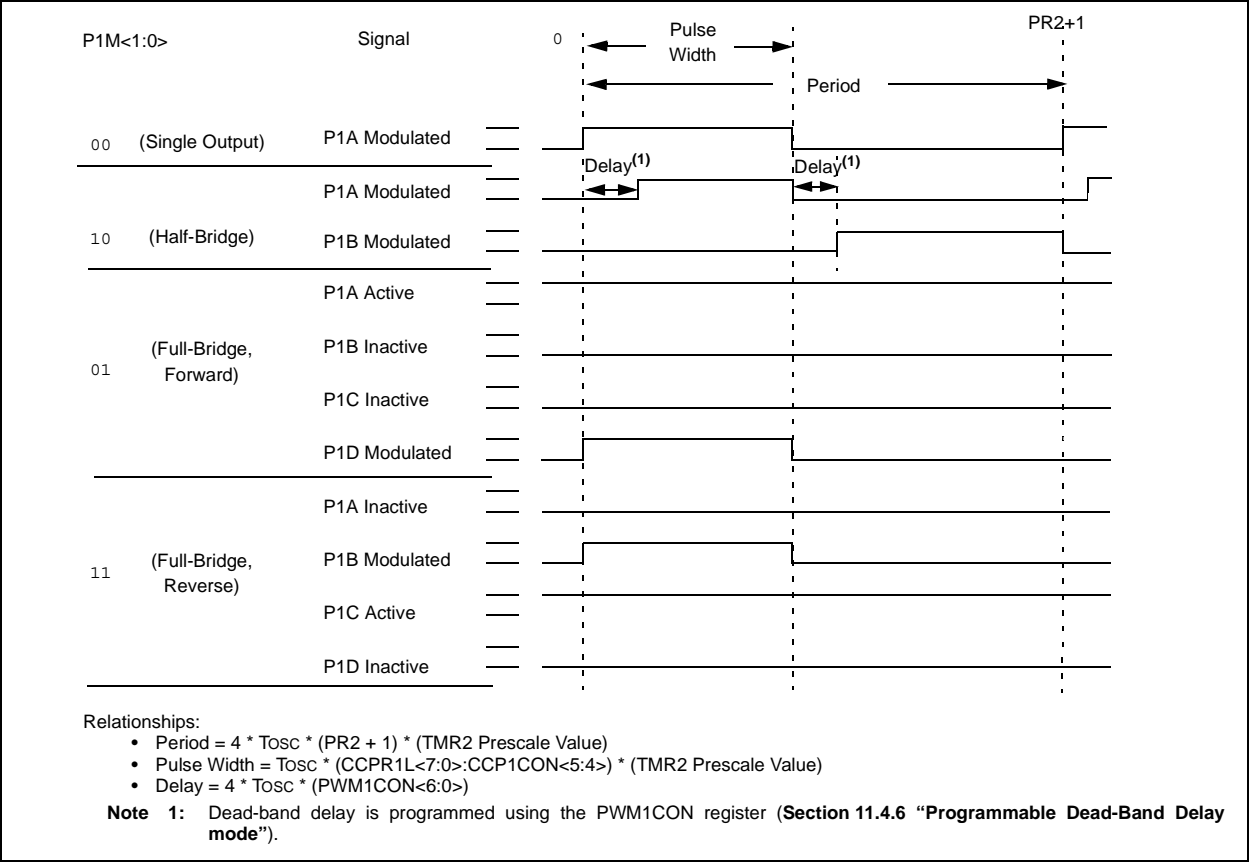 P1M<1:0> Signal 0 Pulse Width PR2+1
Period
00 (Single Output) P1A Modulated
Delay(1) Delay(1)
P1A Modulated
10 (Half-Bridge) P1B Modulated
P1A Active
P1B Inactive
01 (Full-Bridge, Forward)
P1C Inactive
P1D Modulated
P1A Inactive
P1B Modulated
11 (Full-Bridge, Reverse)
P1C Active
P1D Inactive
Relationships:
• Period = 4 * TOSC * (PR2 + 1) * (TMR2 Prescale Value)
• Pulse Width = TOSC * (CCPR1L<7:0>:CCP1CON<5:4>) * (TMR2 Prescale Value)
• Delay = 4 * TOSC * (PWM1CON<6:0>)
Note 1: Dead-band delay is programmed using the PWM1CON register (Section 11.4.6 “Programmable Dead-Band Delay
mode”).